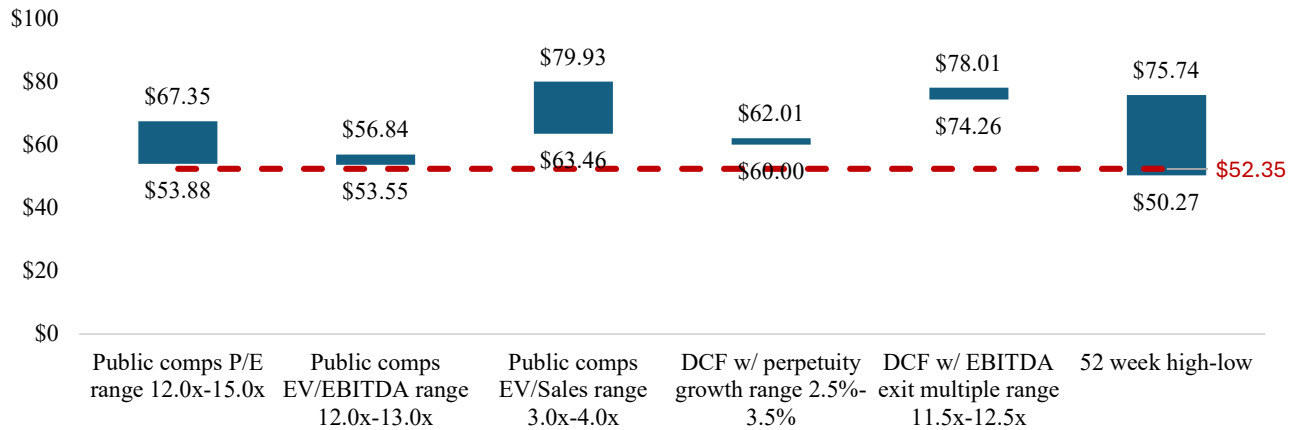 $100
$80
$60
$40
$20
$0
$67.35
$53.88
$56.84
$53.55
$79.93
$63.46
$62.01
$60.00
$78.01
$74.26
$75.74
$50.27
$52.35
Public comps P/E
range 12.0x-15.0x
Public comps
EV/EBITDA range
12.0x-13.0x
Public comps
EV/Sales range
3.0x-4.0x
DCF w/ perpetuity
growth range 2.5%-
3.5%
DCF w/ EBITDA
exit multiple range
11.5x-12.5x
52 week high-low